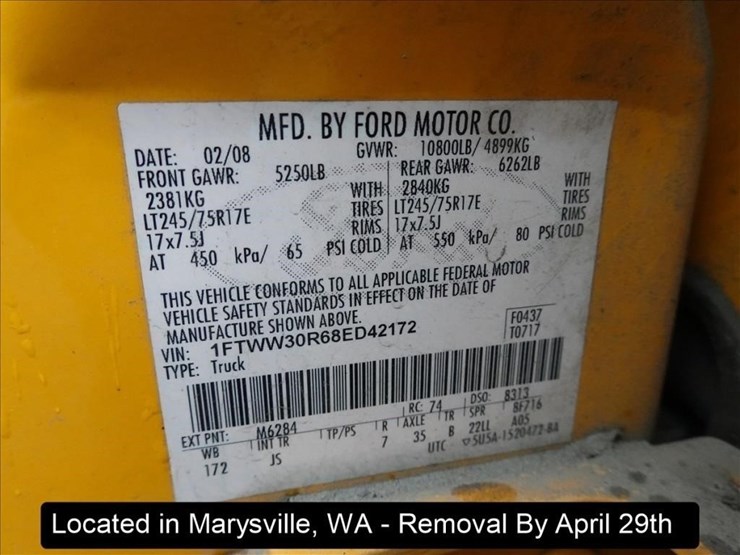 MFD. BY FORD MOTOR CO.
DATE: 02/08 GVWR: 10800LB/ 4899KG
FRONT GAWR: 5250LB REAR GAWR: 6262LB
2381KG WITH 2840KG WITH
LT245/75R17E TIRES LT245/75R17E TIRES
17x7.5J RIMS 17x7.5J RIMS
AT 450 kPa/ 65 PSI COLD AT 550 kPa/ 80 PSI COLD
THIS VEHICLE CONFORMS TO ALL APPLICABLE FEDERAL MOTOR
VEHICLE SAFETY STANDARDS IN EFFECT ON THE DATE OF
MANUFACTURE SHOWN ABOVE.
VIN: 1FTWW30R68ED42172 F0437
TYPE: Truck T0717
EXT PNT: M6284 RC: 74 DSO: 8313
WB INT TR TP/PS R AXLE TR SPR 8F716
172 JS 7 35 B 22LL A05
UTC 5U5A-1520472-BA
Located in Marysville, WA - Removal By April 29th